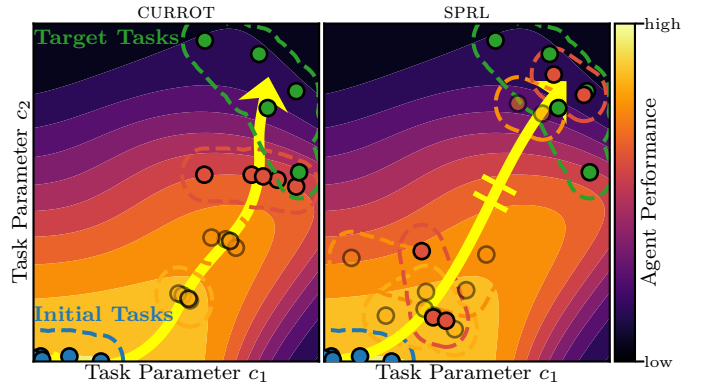 CURROT
SPRL
Target Tasks
high
Task Parameter c₂
Agent Performance
Initial Tasks
low
Task Parameter c₁
Task Parameter c₁